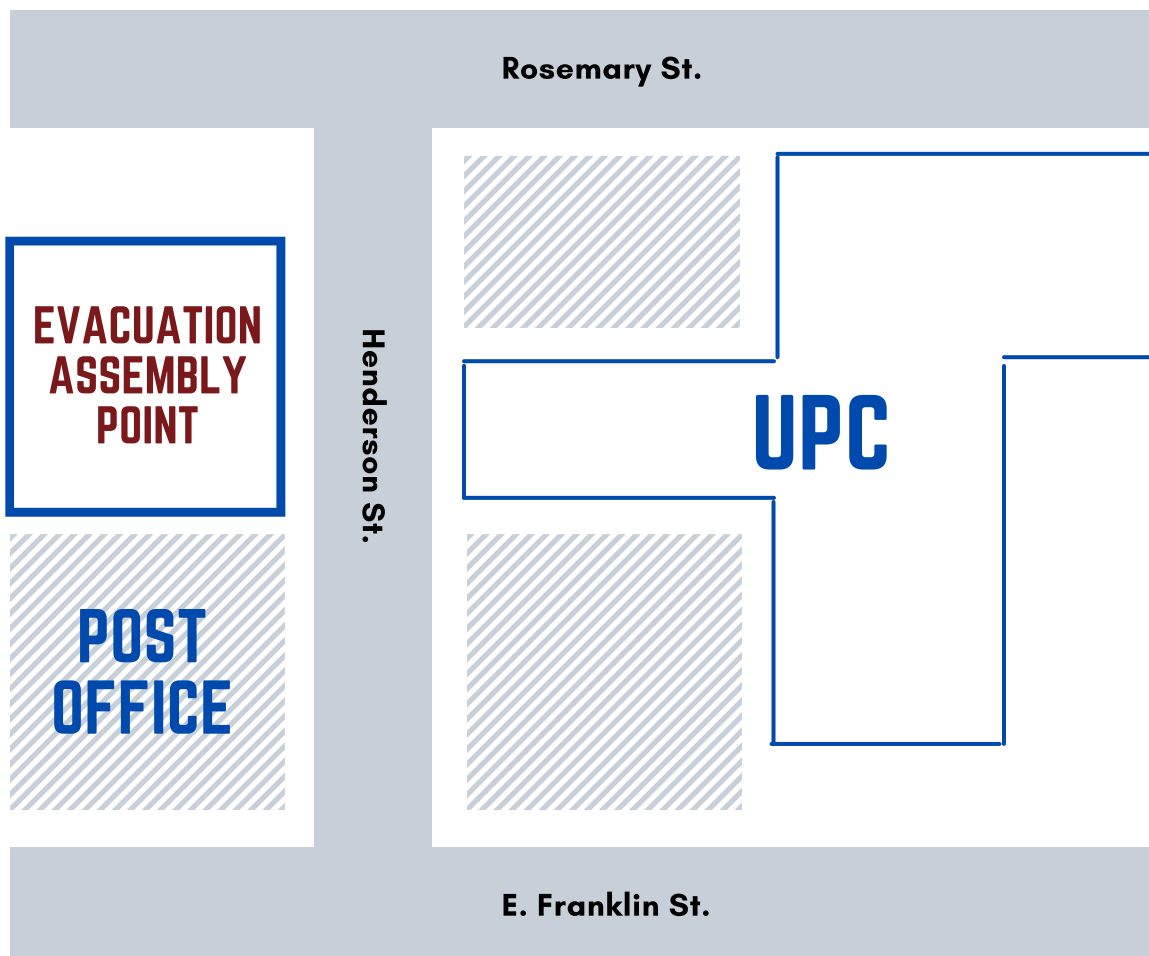 Rosemary St.
EVACUATION
ASSEMBLY
POINT
Henderson St.
UPC
POST
OFFICE
E. Franklin St.